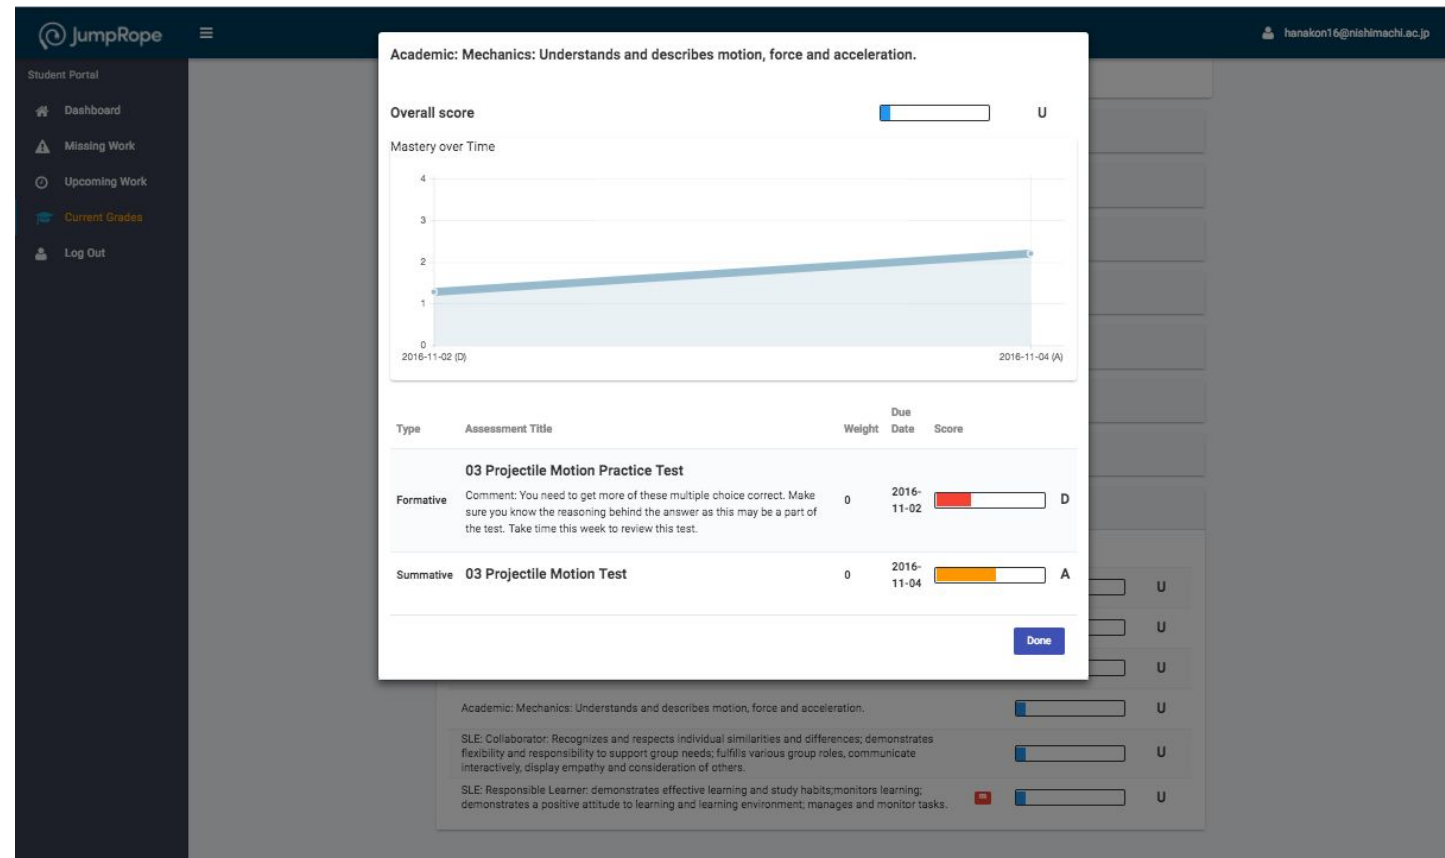 JumpRope
hanakon16@nishimachi.ac.jp
Student Portal
Dashboard
Missing Work
Upcoming Work
Current Grades
Log Out
Academic: Mechanics: Understands and describes motion, force and acceleration.
Overall score U
Mastery over Time
4
3
2
1
0
2016-11-02 (D) 2016-11-04 (A)
Due
Type Assessment Title Weight Date Score
03 Projectile Motion Practice Test
Comment: You need to get more of these multiple choice correct. Make
sure you know the reasoning behind the answer as this may be a part of
the test. Take time this week to review this test.
Formative 0 2016-
11-02 D
Summative 03 Projectile Motion Test 0 2016-
11-04 A
Done
U
U
U
Academic: Mechanics: Understands and describes motion, force and acceleration. U
SLE: Collaborator: Recognizes and respects individual similarities and differences; demonstrates
flexibility and responsibility to support group needs; fulfills various group roles, communicate
interactively, display empathy and consideration of others. U
SLE: Responsible Learner: demonstrates effective learning and study habits;monitors learning;
demonstrates a positive attitude to learning and learning environment; manages and monitor tasks. m U